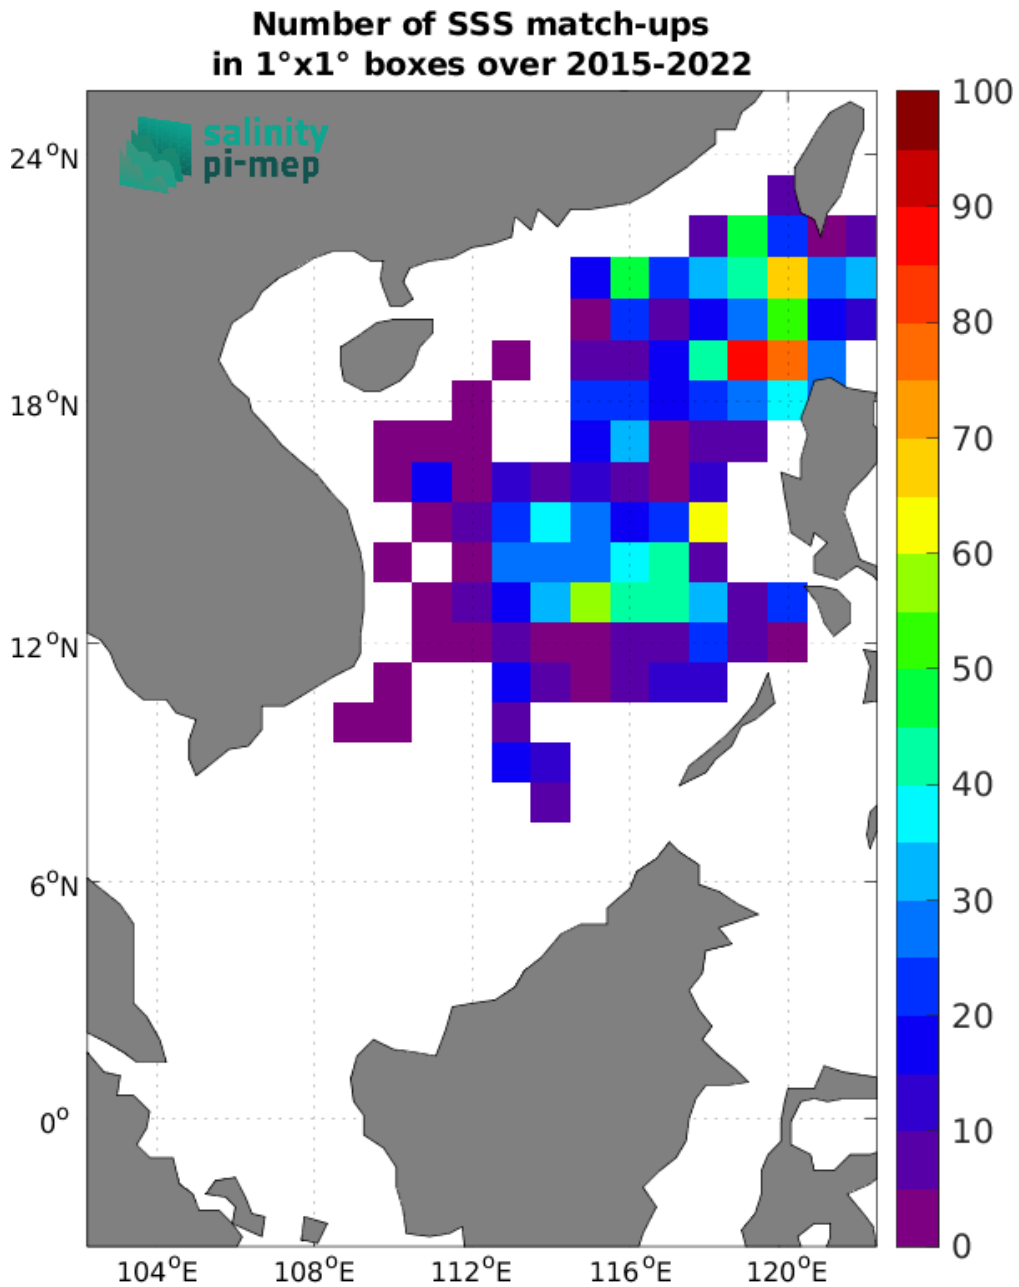 Number of SSS match-ups
in 1°x1° boxes over 2015-2022
salinity
pi-mep
24°N
18°N
12°N
6°N
0°
104°E 108°E 112°E 116°E 120°E
100
90
80
70
60
50
40
30
20
10
0